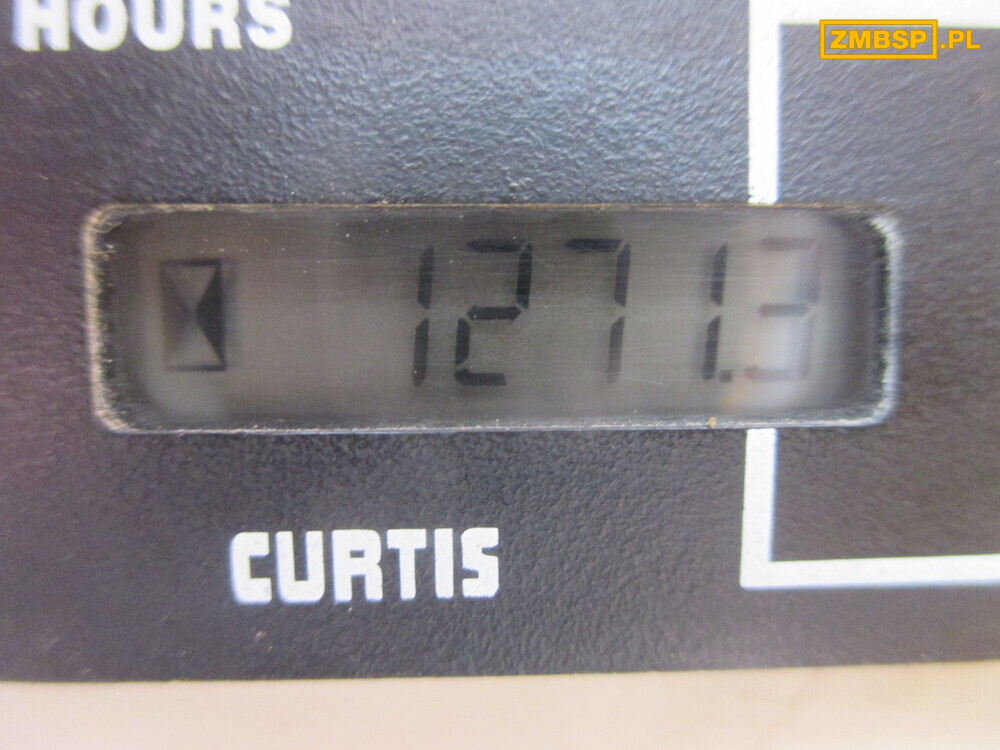 HOURS
ZMBSP.PL
1271.3
CURTIS